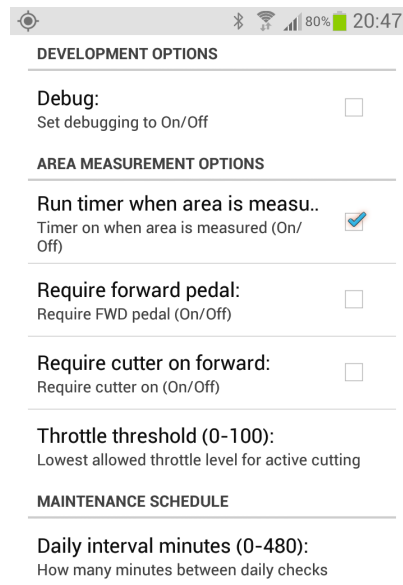 80% 20:47
DEVELOPMENT OPTIONS
Debug:
Set debugging to On/Off
AREA MEASUREMENT OPTIONS
Run timer when area is measu..
Timer on when area is measured (On/
Off)
Require forward pedal:
Require FWD pedal (On/Off)
Require cutter on forward:
Require cutter on (On/Off)
Throttle threshold (0-100):
Lowest allowed throttle level for active cutting
MAINTENANCE SCHEDULE
Daily interval minutes (0-480):
How many minutes between daily checks